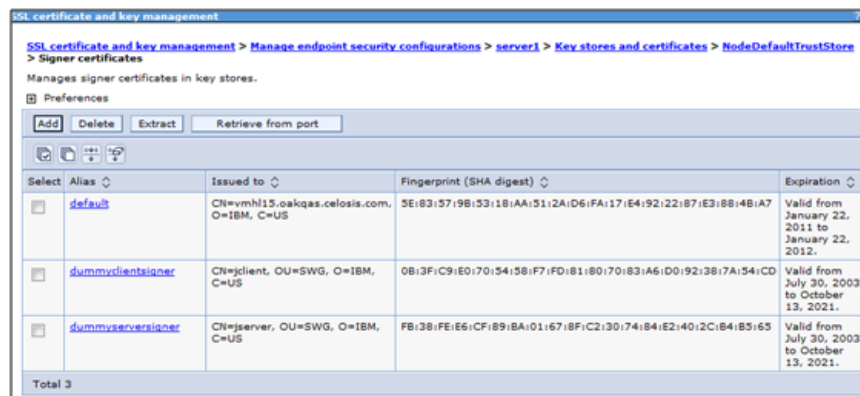 SSL certificate and key management
SSL certificate and key management > Manage endpoint security configurations > server1 > Key stores and certificates > NodeDefaultTrustStore
> Signer certificates
Manages signer certificates in key stores.
Preferences
Add Delete Extract Retrieve from port
Select Alias Issued to Fingerprint (SHA digest) Expiration
default CN=vmhl15.oakqas.celosis.com, 5E:83:57:9B:53:18:AA:51:2A:D6:FA:17:E4:92:22:87:E3:88:4B:A7 Valid from
O=IBM, C=US January 22,
2011 to
January 22,
2012.
dummyclientsigner CN=jclient, OU=SWG, O=IBM, 0B:3F:C9:E0:70:54:58:F7:FD:81:80:70:83:A6:D0:92:38:7A:54:CD Valid from
C=US July 30, 2003
to October
13, 2021.
dummyserversigner CN=jserver, OU=SWG, O=IBM, FB:38:FE:E6:CF:89:BA:01:67:8F:C2:30:74:84:E2:40:2C:B4:B5:65 Valid from
C=US July 30, 2003
to October
13, 2021.
Total 3